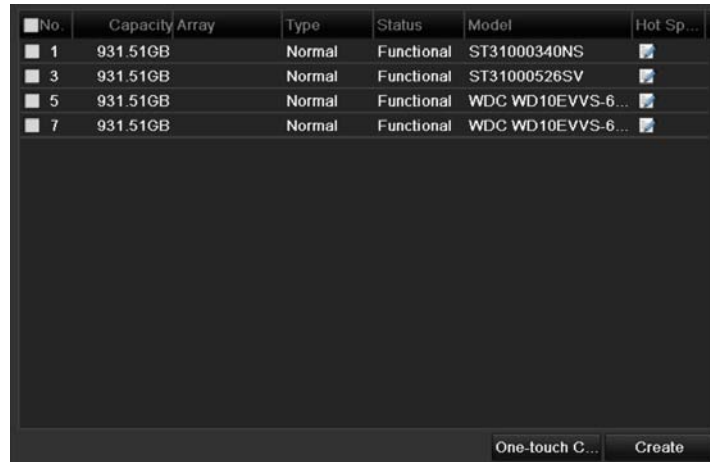 No. Capacity Array Type Status Model Hot Sp...
1 931.51GB Normal Functional ST31000340NS
3 931.51GB Normal Functional ST31000526SV
5 931.51GB Normal Functional WDC WD10EVVS-6...
7 931.51GB Normal Functional WDC WD10EVVS-6...
One-touch C... Create